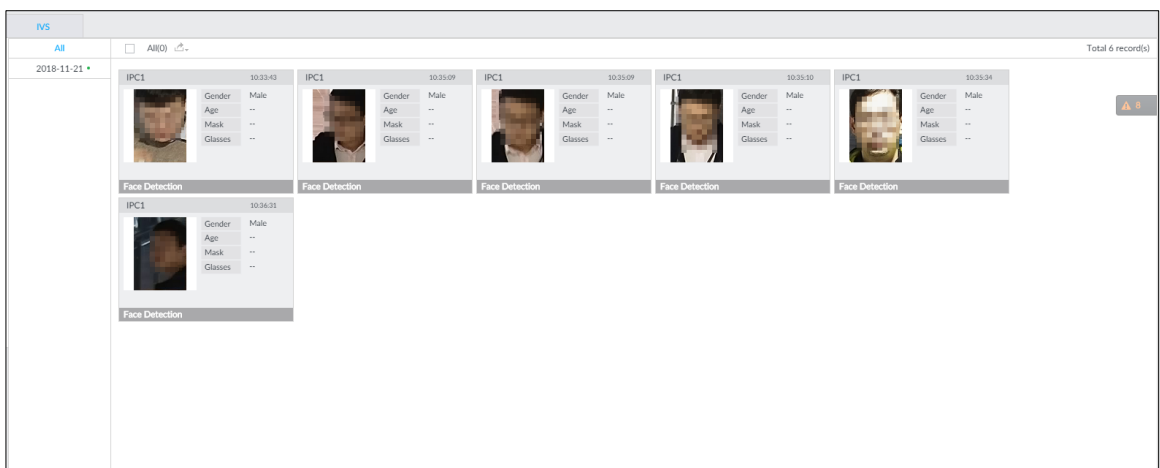 IVS
All
All(0)
Total 6 record(s)
2018-11-21
IPC1 10:33:43
Gender Male
Age --
Mask --
Glasses --
Face Detection
IPC1 10:35:09
Gender Male
Age --
Mask --
Glasses --
Face Detection
IPC1 10:35:09
Gender Male
Age --
Mask --
Glasses --
Face Detection
IPC1 10:35:10
Gender Male
Age --
Mask --
Glasses --
Face Detection
IPC1 10:35:34
Gender Male
Age --
Mask --
Glasses --
Face Detection
8
IPC1 10:36:31
Gender Male
Age --
Mask --
Glasses --
Face Detection